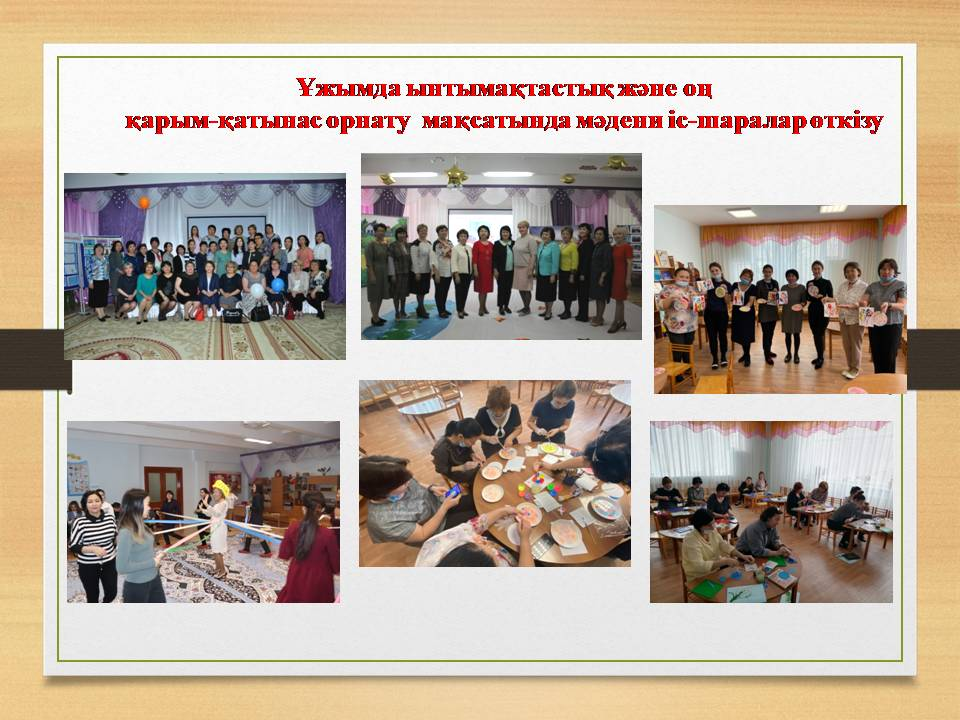 Ұжымда ынтымақтастық және оң
қарым-қатынас орнату мақсатында мәдени іс-шаралар өткізу